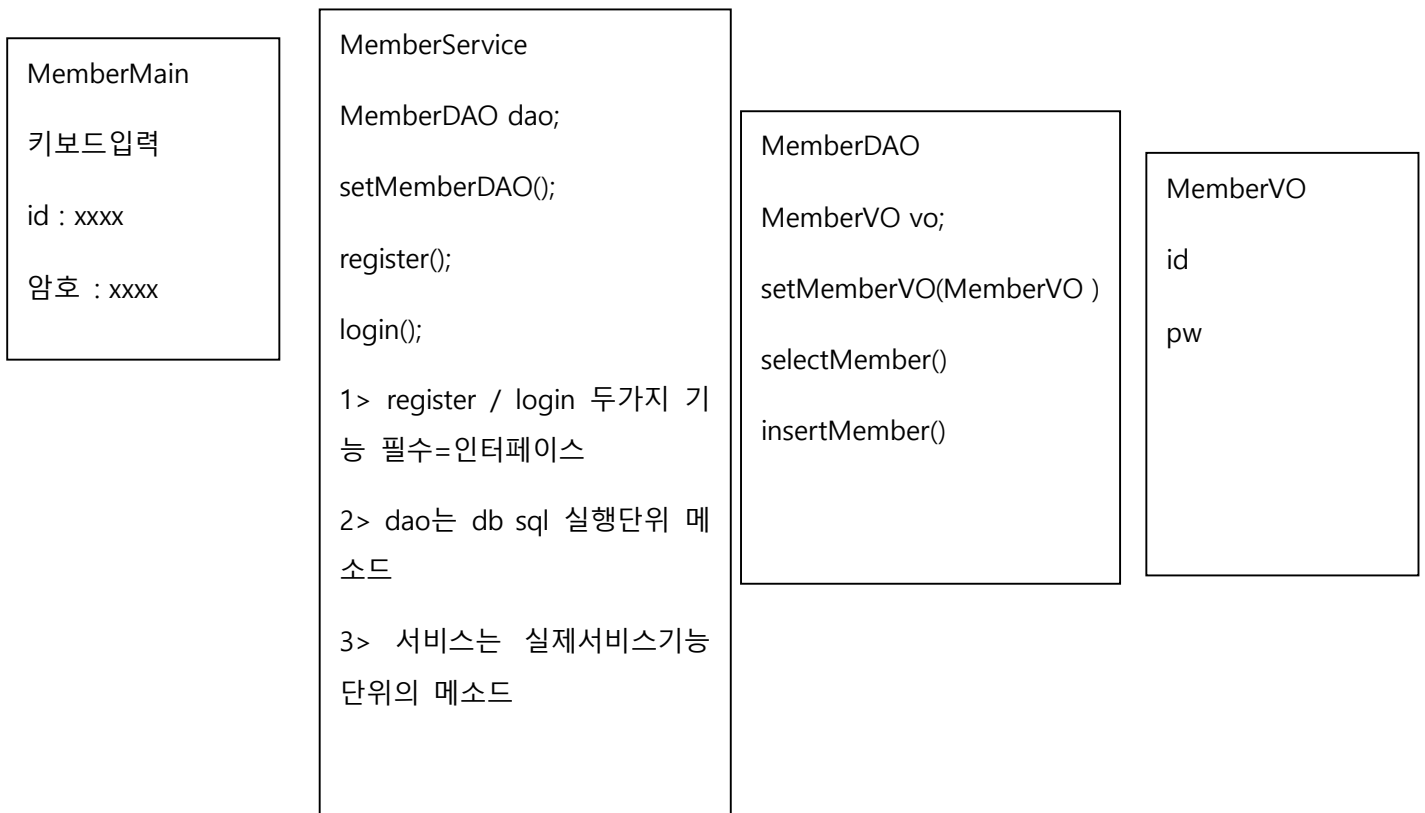 MemberMain
키보드입력
id : xxxx
암호 : xxxx
MemberService
MemberDAO dao;
setMemberDAO();
register();
login();
1> register / login 두가지 기
능 필수=인터페이스
2> dao는 db sql 실행단위 메
소드
3> 서비스는 실제서비스기능
단위의 메소드
MemberDAO
MemberVO vo;
setMemberVO(MemberVO )
selectMember()
insertMember()
MemberVO
id
pw